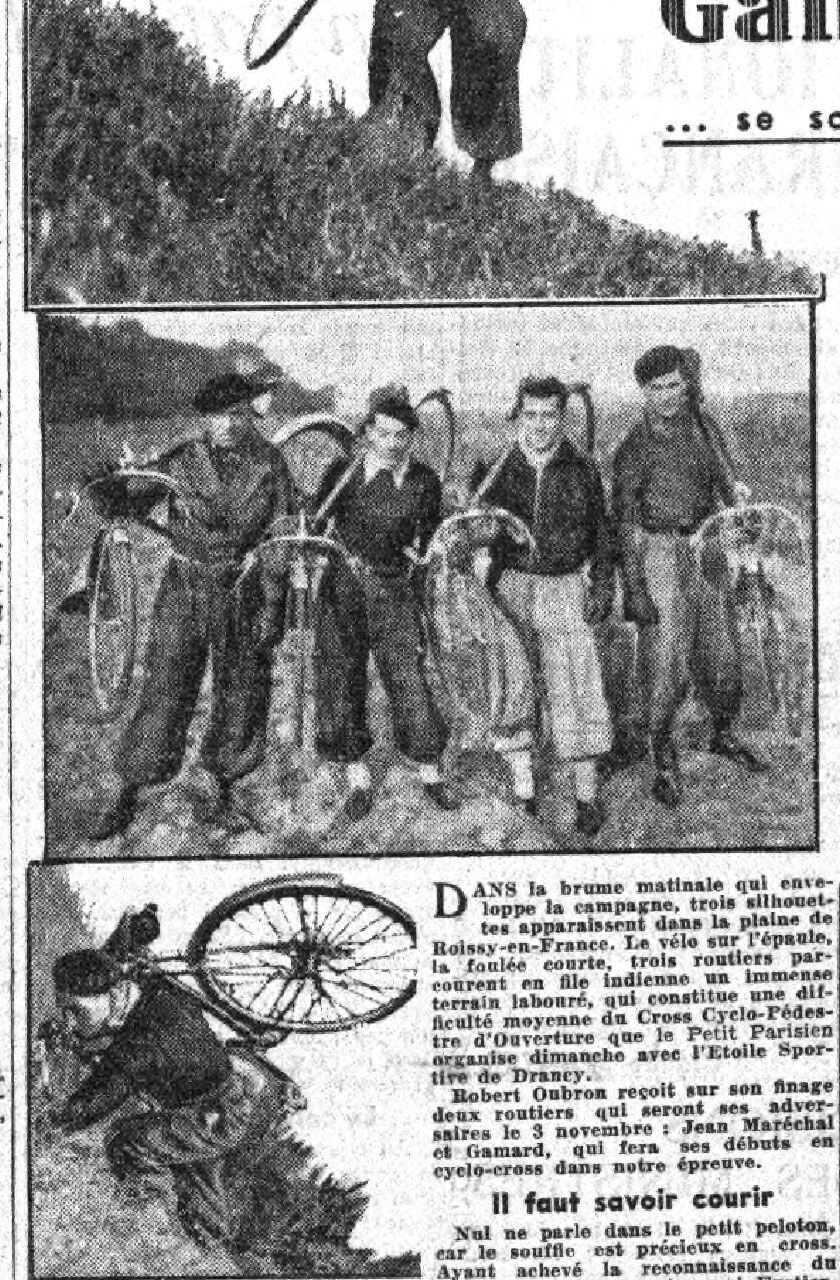 ... se
DANS la brume matinale qui enve-
loppe la campagne, trois silhouet-
tes apparaissent dans la plaine de
Roissy-en-France. Le vélo sur l'épaule,
la foulée courte, trois routiers par-
courent en file indienne un immense
terrain labouré, qui constitue une dif-
ficulté moyenne du Cross Cyclo-Pédes-
tre d'Ouverture que le Petit Parisien
organise dimanche avec l'Etoile Spor-
tive de Drancy.
Robert Oubron reçoit sur son finage
deux routiers qui seront ses adver-
saires le 3 novembre : Jean Maréchal
et Gamard, qui fera ses débuts en
cyclo-cross dans notre épreuve.
Il faut savoir courir
Nul ne parle dans le petit peloton,
car le souffle est précieux en cross.
Ayant achevé la reconnaissance du